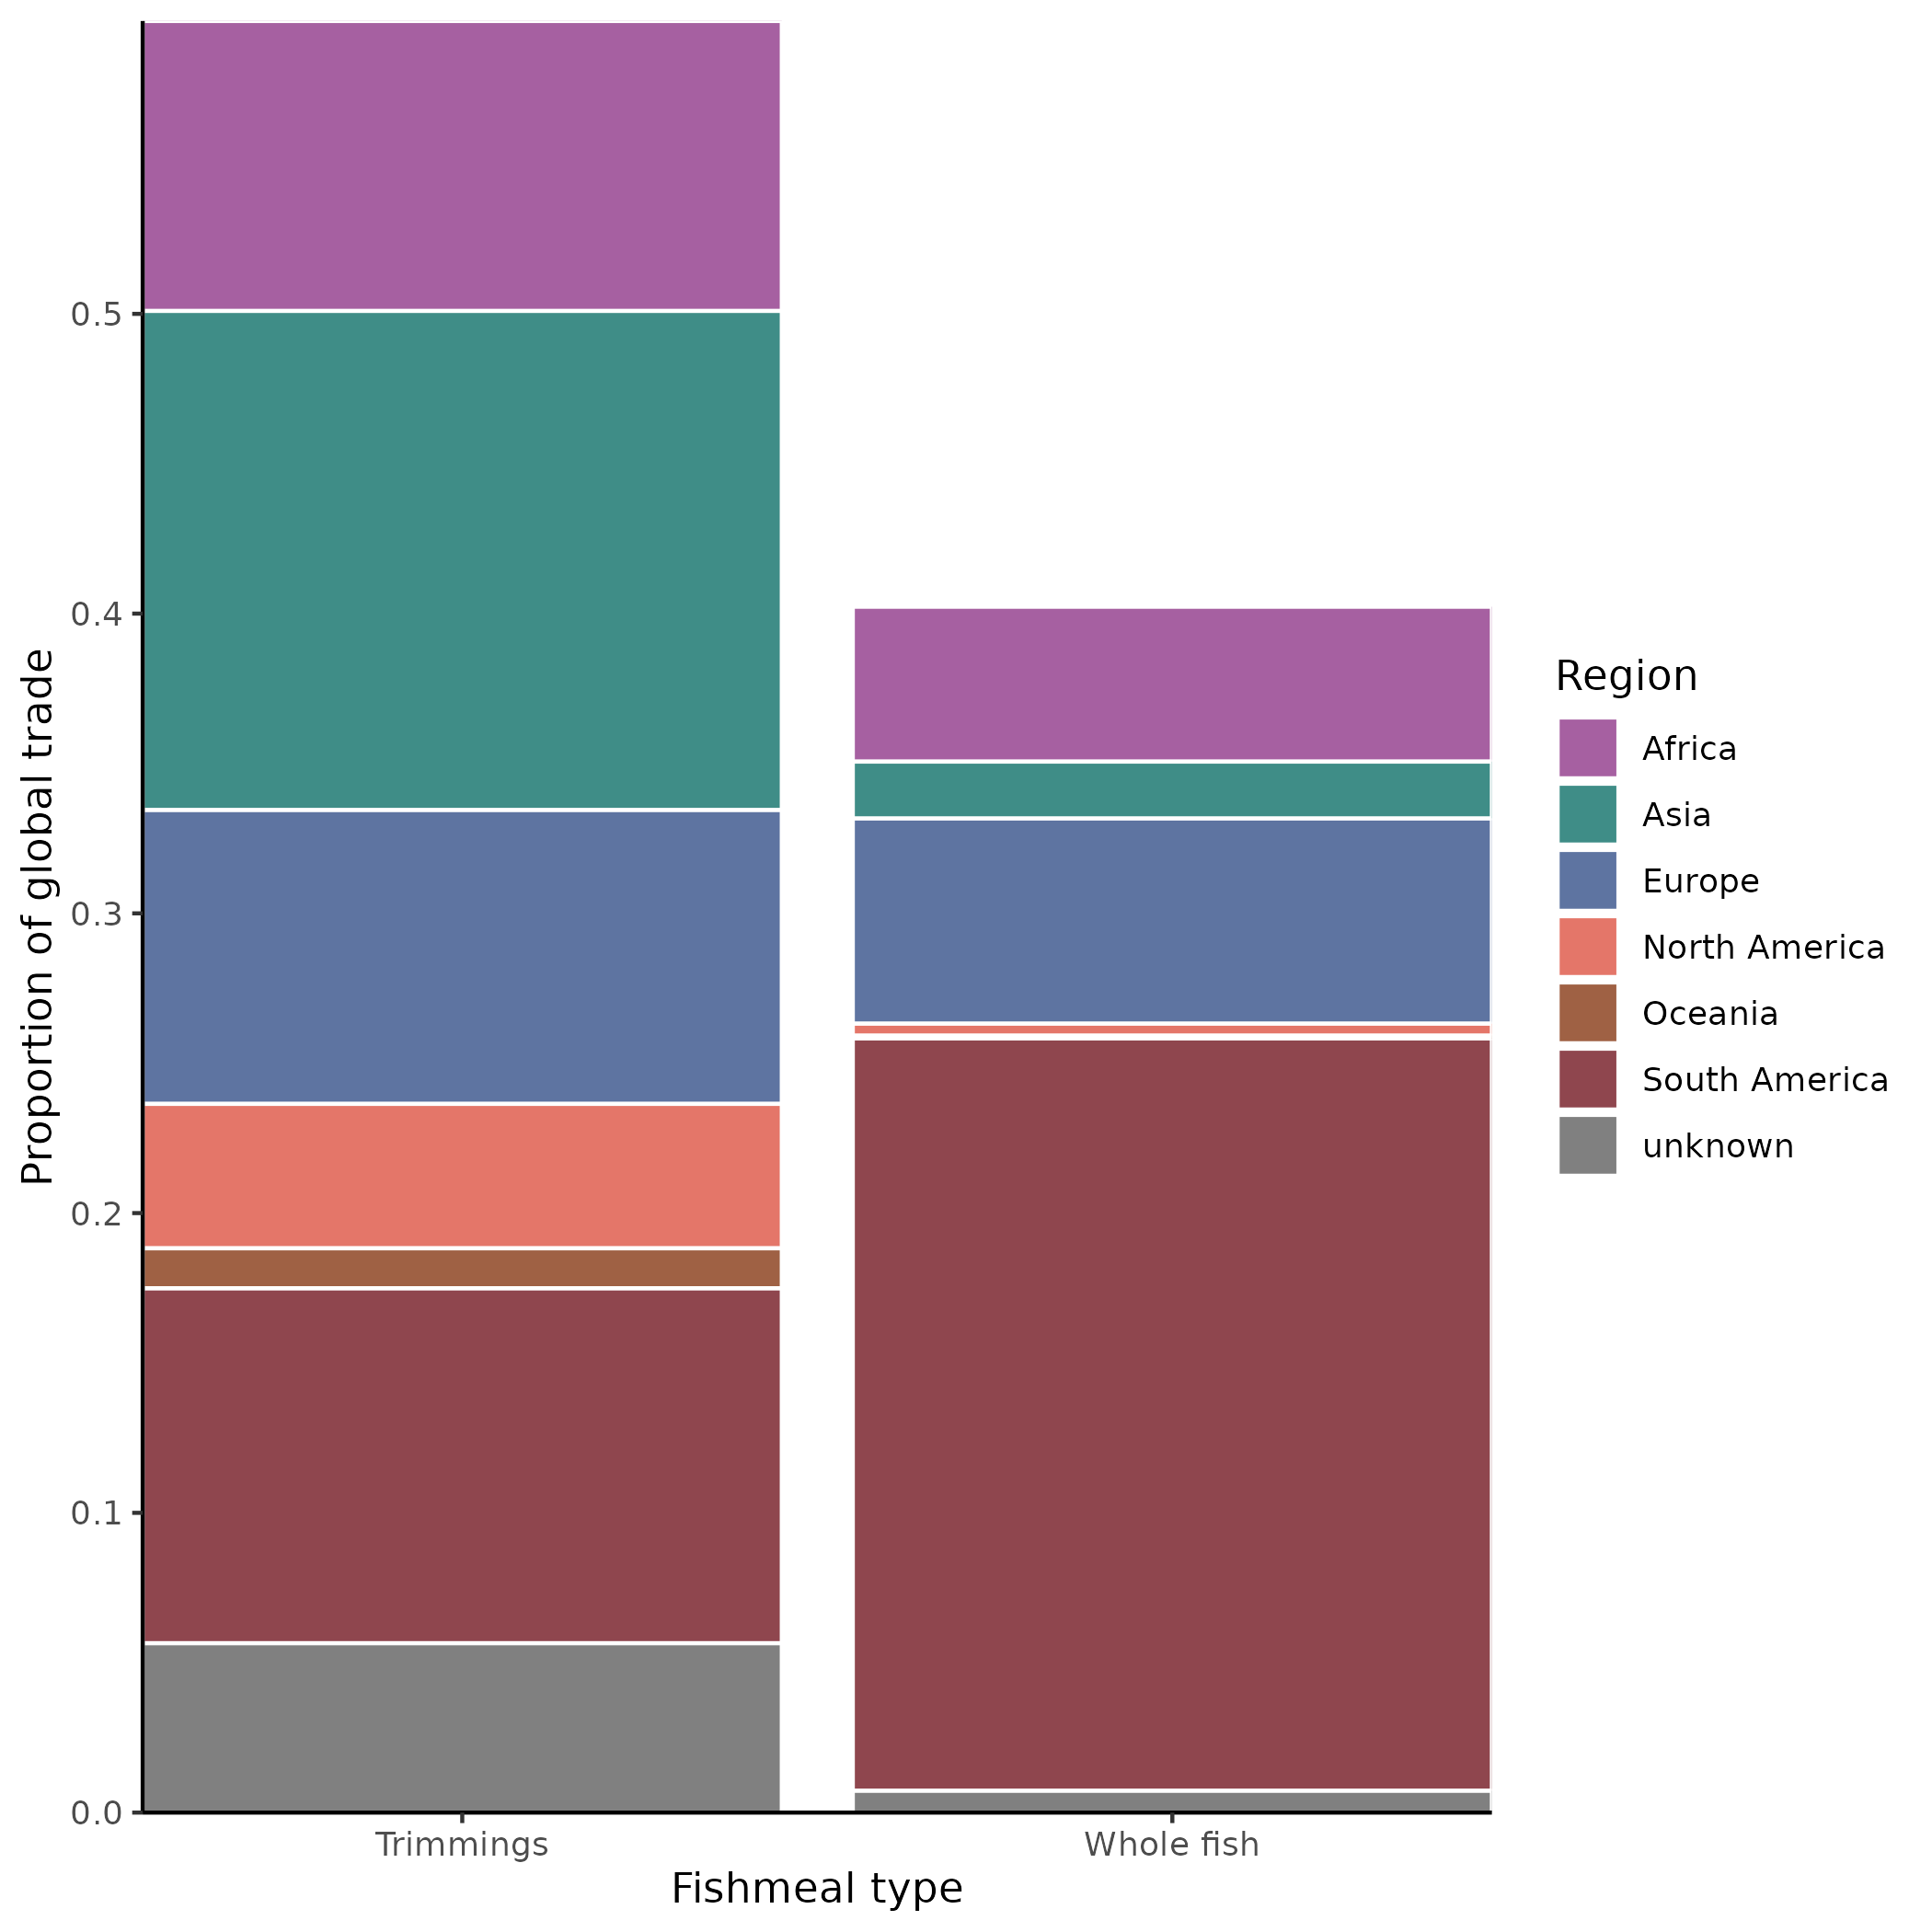 Proportion of global trade
0.5
0.4
0.3
0.2
0.1
0.0
Trimmings
Whole fish
Fishmeal type
Region
Africa
Asia
Europe
North America
Oceania
South America
unknown